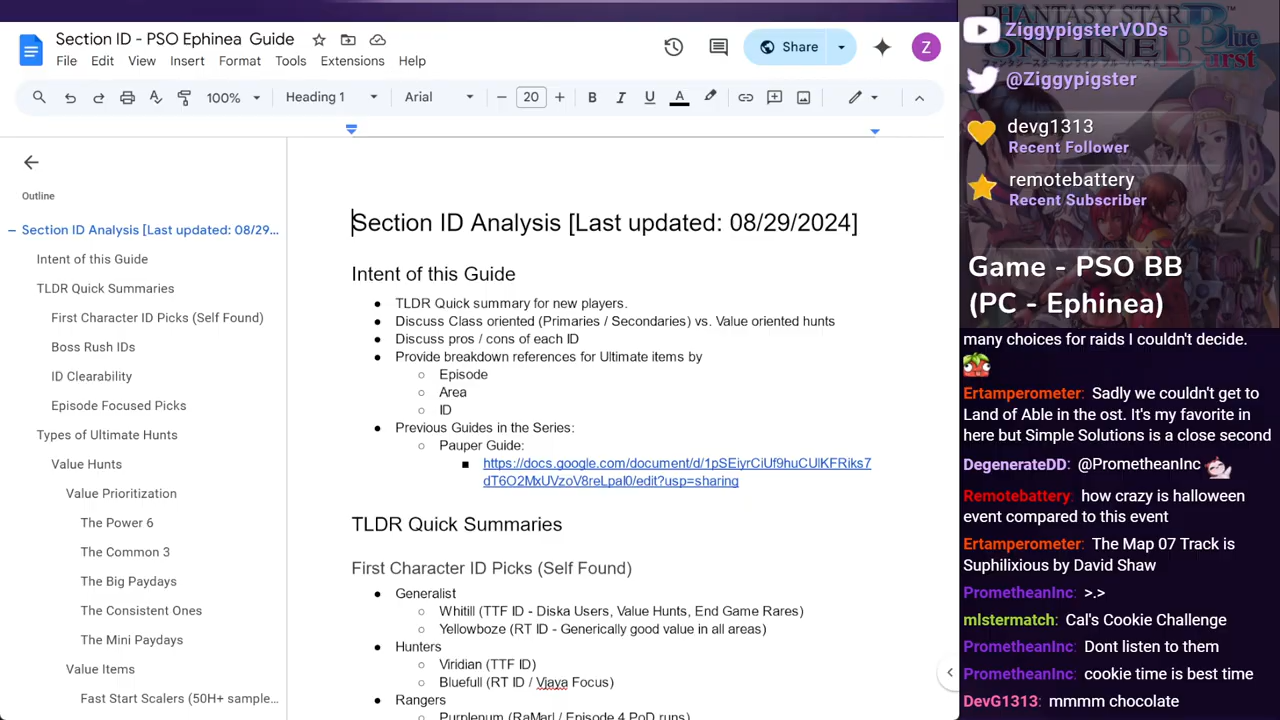 Section ID - PSO Ephinea Guide
File Edit View Insert Format Tools Extensions Help
Share
Z
100% Heading 1 Arial 20 B I U A
Outline
Section ID Analysis [Last updated: 08/29...
Intent of this Guide
TLDR Quick Summaries
First Character ID Picks (Self Found)
Boss Rush IDs
ID Clearability
Episode Focused Picks
Types of Ultimate Hunts
Value Hunts
Value Prioritization
The Power 6
The Common 3
The Big Paydays
The Consistent Ones
The Mini Paydays
Value Items
Fast Start Scalers (50H+ sample...
Section ID Analysis [Last updated: 08/29/2024]
Intent of this Guide
● TLDR Quick summary for new players.
● Discuss Class oriented (Primaries / Secondaries) vs. Value oriented hunts
● Discuss pros / cons of each ID
● Provide breakdown references for Ultimate items by
○ Episode
○ Area
○ ID
● Previous Guides in the Series:
○ Pauper Guide:
■ https://docs.google.com/document/d/1pSEiyrCiUf9huCUlKFRiks7
dT6O2MxUVzoV8reLpaI0/edit?usp=sharing
TLDR Quick Summaries
First Character ID Picks (Self Found)
● Generalist
○ Whitill (TTF ID - Diska Users, Value Hunts, End Game Rares)
○ Yellowboze (RT ID - Generically good value in all areas)
● Hunters
○ Viridian (TTF ID)
○ Bluefull (RT ID / Vjaya Focus)
● Rangers
○ Purplenum (RaMarl / Episode 4 PoD runs)
PHANTASY STAR
ONLINE Blue Burst
ZiggypigsterVODs
@Ziggypigster
devg1313
Recent Follower
remotebattery
Recent Subscriber
Game - PSO BB
(PC - Ephinea)
many choices for raids I couldn't decide.
Ertamperometer: Sadly we couldn't get to
Land of Able in the ost. It's my favorite in
here but Simple Solutions is a close second
DegenerateDD: @PrometheanInc
Remotebattery: how crazy is halloween
event compared to this event
Ertamperometer: The Map 07 Track is
Suphilixious by David Shaw
PrometheanInc: >.>
mlstermatch: Cal's Cookie Challenge
PrometheanInc: Dont listen to them
PrometheanInc: cookie time is best time
DevG1313: mmmm chocolate